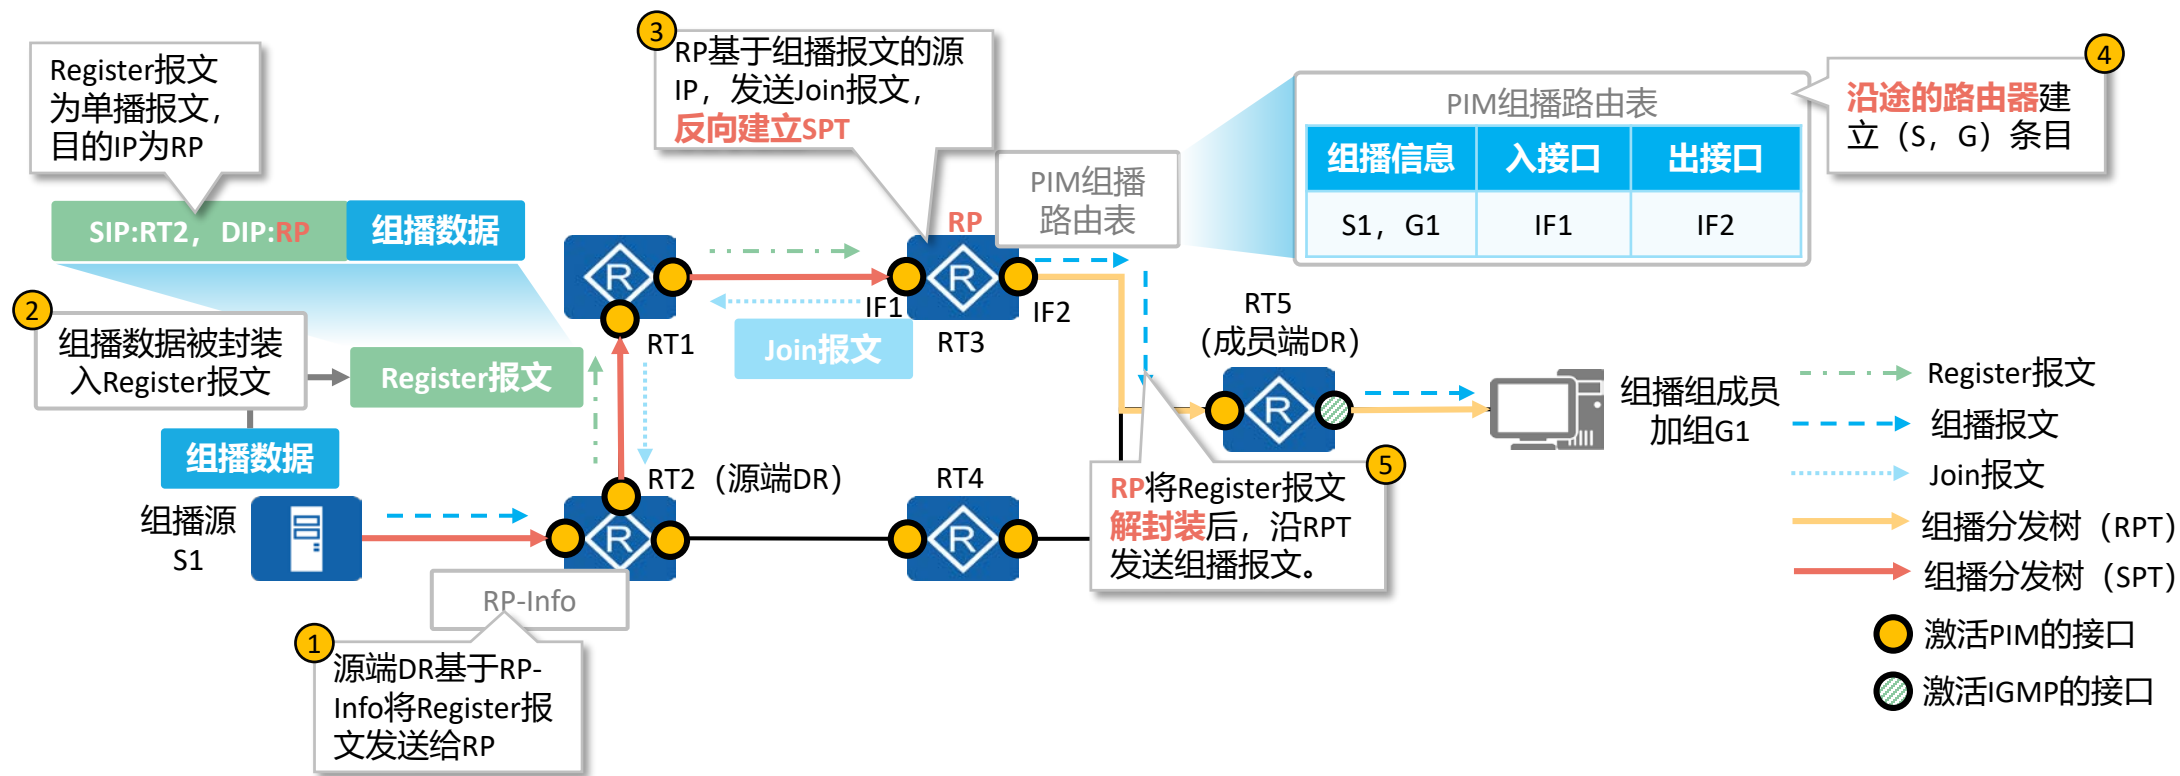 Register报文
为单播报文，
目的IP为RP
SIP:RT2， DIP:RP
组播数据
2
组播数据被封装
入Register报文
Register报文
组播数据
组播源
S1
RT2（源端DR）
RP-Info
1
源端DR基于RP-
Info将Register报
文发送给RP
3
RP基于组播报文的源
IP，发送Join报文，
反向建立SPT
RP
R
RT1
Join报文
IF1
R
RT3
IF2
PIM组播
路由表
PIM组播路由表
组播信息
入接口
出接口
S1，G1
IF1
IF2
4
沿途的路由器建
立（S，G）条目
R
RT4
R
RT5
（成员端DR）
R
5
RP将Register报文
解封装后，沿RPT
发送组播报文。
组播组成员
加组G1
Register报文
组播报文
Join报文
组播分发树（RPT）
组播分发树（SPT）
激活PIM的接口
激活IGMP的接口